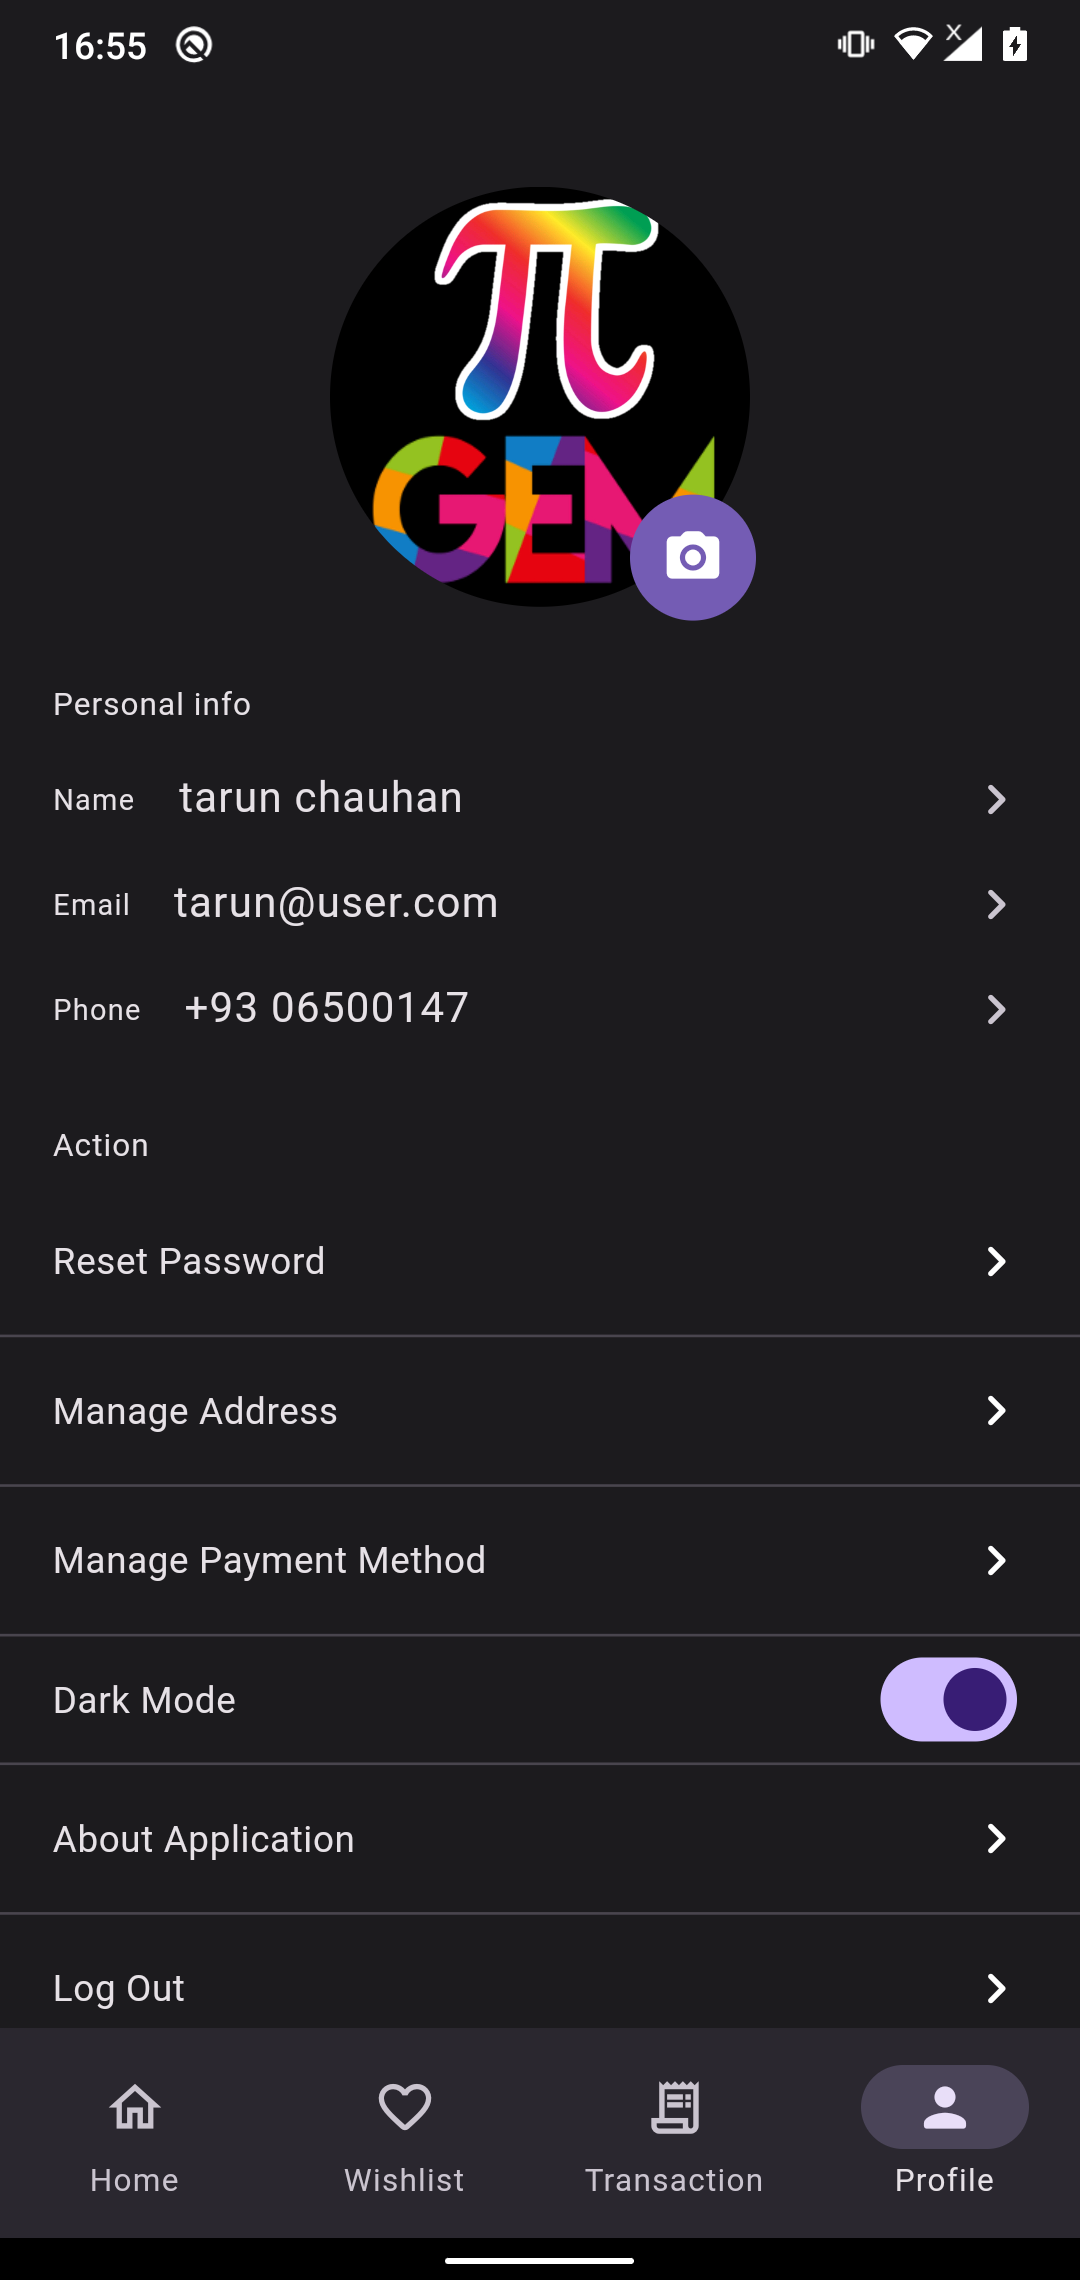 16:55
π
GEM
Personal info
Name tarun chauhan
Email tarun@user.com
Phone +93 06500147
Action
Reset Password
Manage Address
Manage Payment Method
Dark Mode
About Application
Log Out
Home Wishlist Transaction Profile